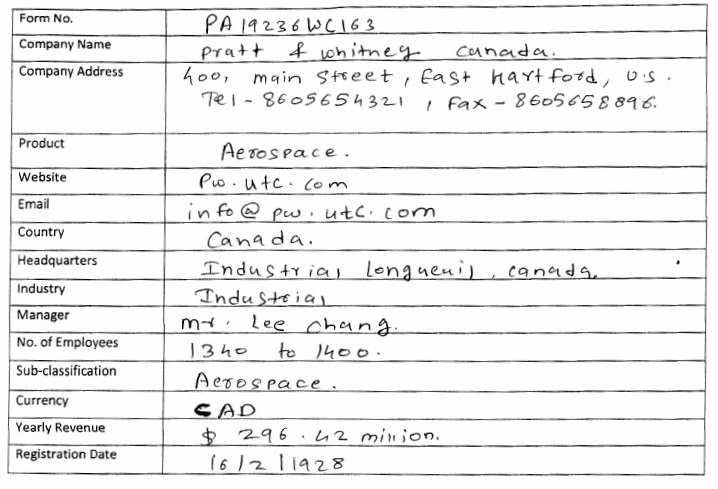 Form No. PA19236WC163
Company Name Pratt & whitney canada.
Company Address 400, main Street, East hartford, U.S.
Tel - 8605654321, Fax - 8605658896.
Product Aerospace.
Website Pw.utc.com
Email info@pw.utc.com
Country Canada.
Headquarters Industrial longueuil, canada.
Industry Industrial
Manager mr. Lee chang.
No. of Employees 1340 to 1400.
Sub-classification Aerospace.
Currency CAD
Yearly Revenue $ 296.42 million.
Registration Date 16/2/1928